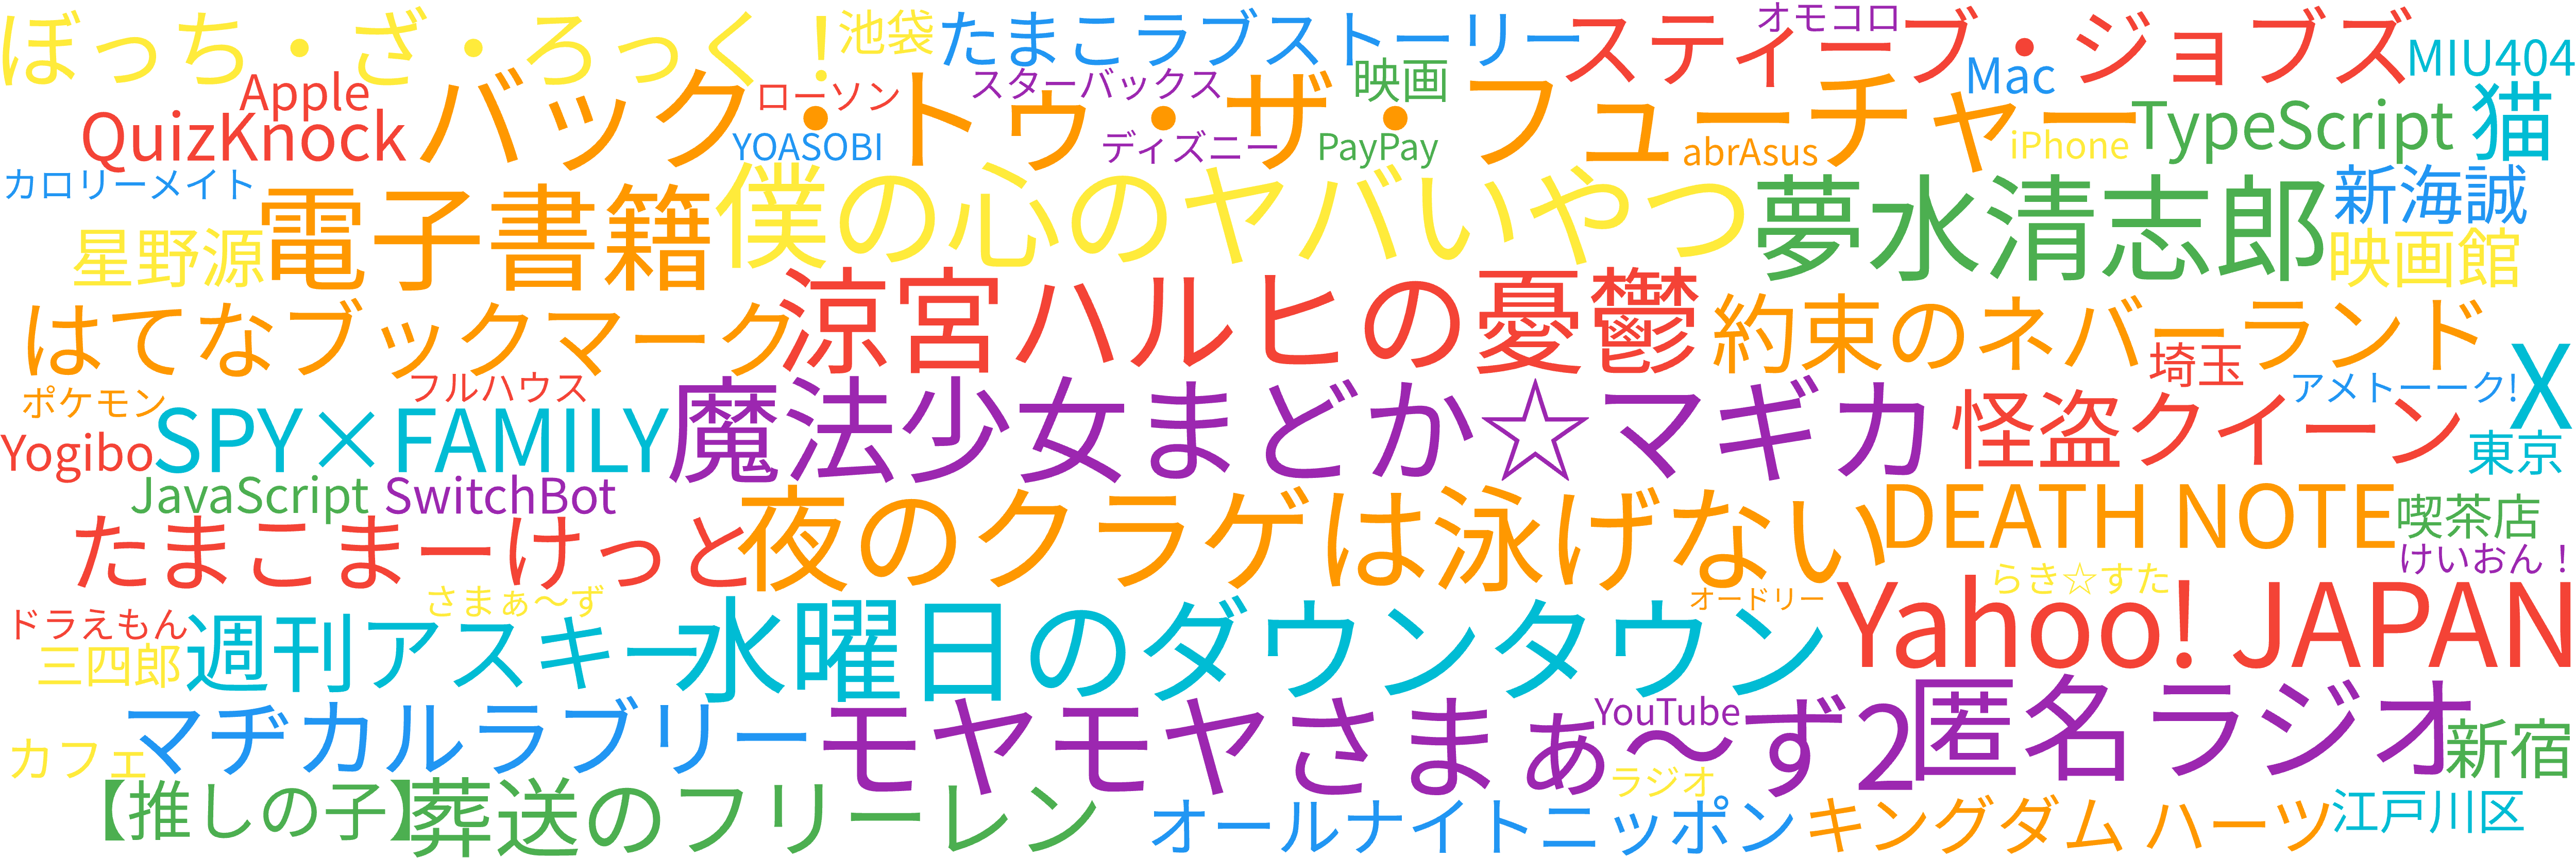 ぼっち・ざ・ろっく！
池袋
たまこラブストーリー
オモコロ
スティーブ・ジョブズ
MIU404
Apple
ローソン
スターバックス
映画
Mac
QuizKnock
バック・トゥ・ザ・フューチャー
TypeScript
猫
YOASOBI
ディズニー
PayPay
abrAsus
iPhone
カロリーメイト
電子書籍
僕の心のヤバいやつ
夢水清志郎
新海誠
星野源
映画館
はてなブックマーク
涼宮ハルヒの憂鬱
約束のネバーランド
埼玉
X
ポケモン
フルハウス
アメトーーク!
Yogibo
SPY×FAMILY
魔法少女まどか☆マギカ
怪盗クイーン
東京
JavaScript
SwitchBot
たまこまーけっと
夜のクラゲは泳げない
DEATH NOTE
喫茶店
けいおん！
さまぁ～ず
オードリー
らき☆すた
ドラえもん
三四郎
週刊アスキー
水曜日のダウンタウン
Yahoo! JAPAN
カフェ
マヂカルラブリー
モヤモヤさまぁ～ず2
YouTube
匿名ラジオ
新宿
ラジオ
【推しの子】
葬送のフリーレン
オールナイトニッポン
キングダム ハーツ
江戸川区